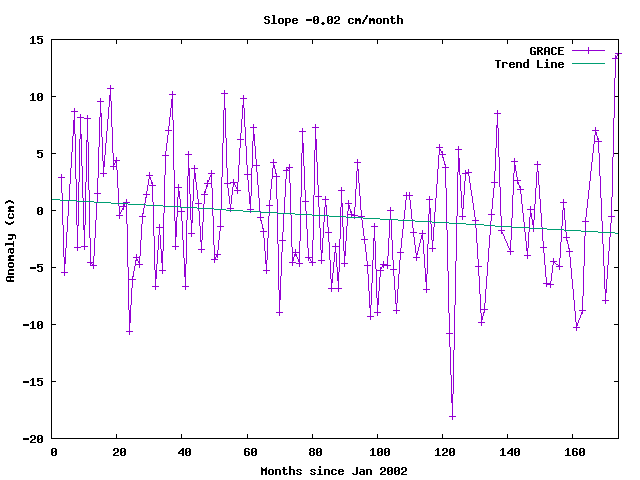 Slope -0.02 cm/month
15
10
5
0
-5
-10
-15
-20
Anomaly (cm)
GRACE
Trend Line
0 20 40 60 80 100 120 140 160
Months since Jan 2002